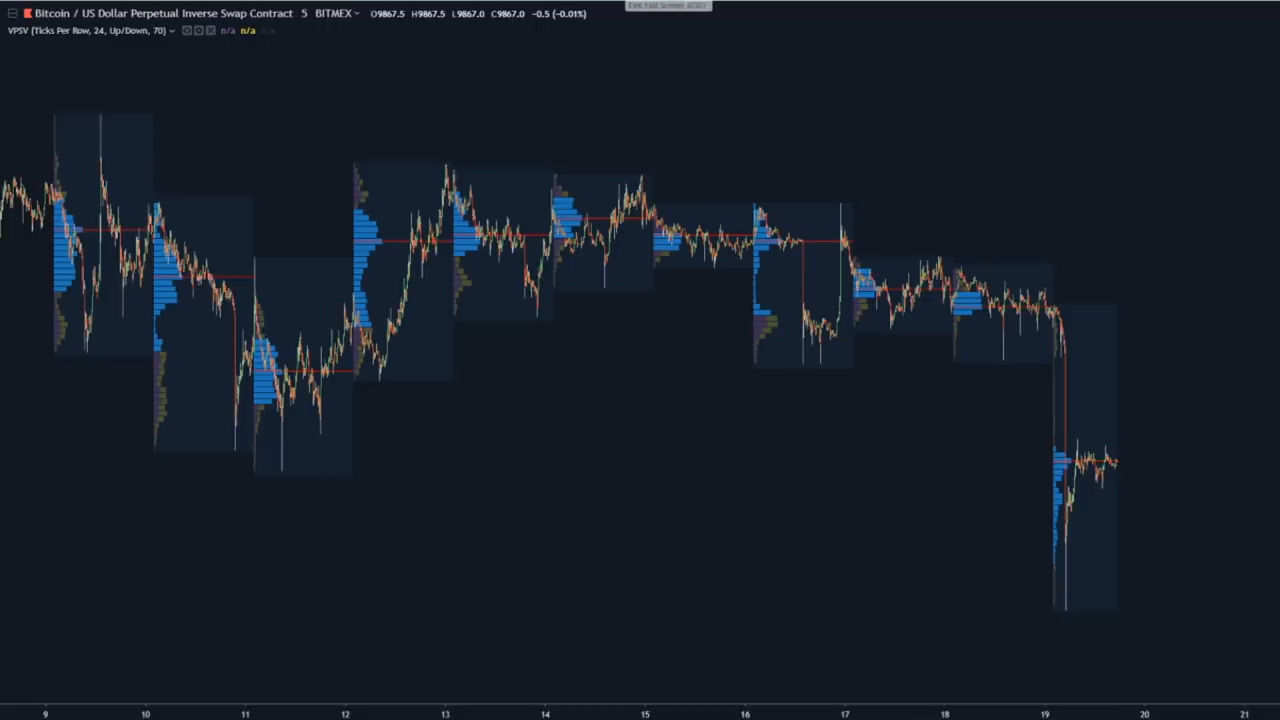 Bitcoin / US Dollar Perpetual Inverse Swap Contract 5 BITMEX O9867.5 H9867.5 L9867.0 C9867.0 −0.5 (−0.01%)
VPSV (Ticks Per Row, 24, Up/Down, 70) n/a n/a n/a
9 10 11 12 13 14 15 16 17 18 19 20 21